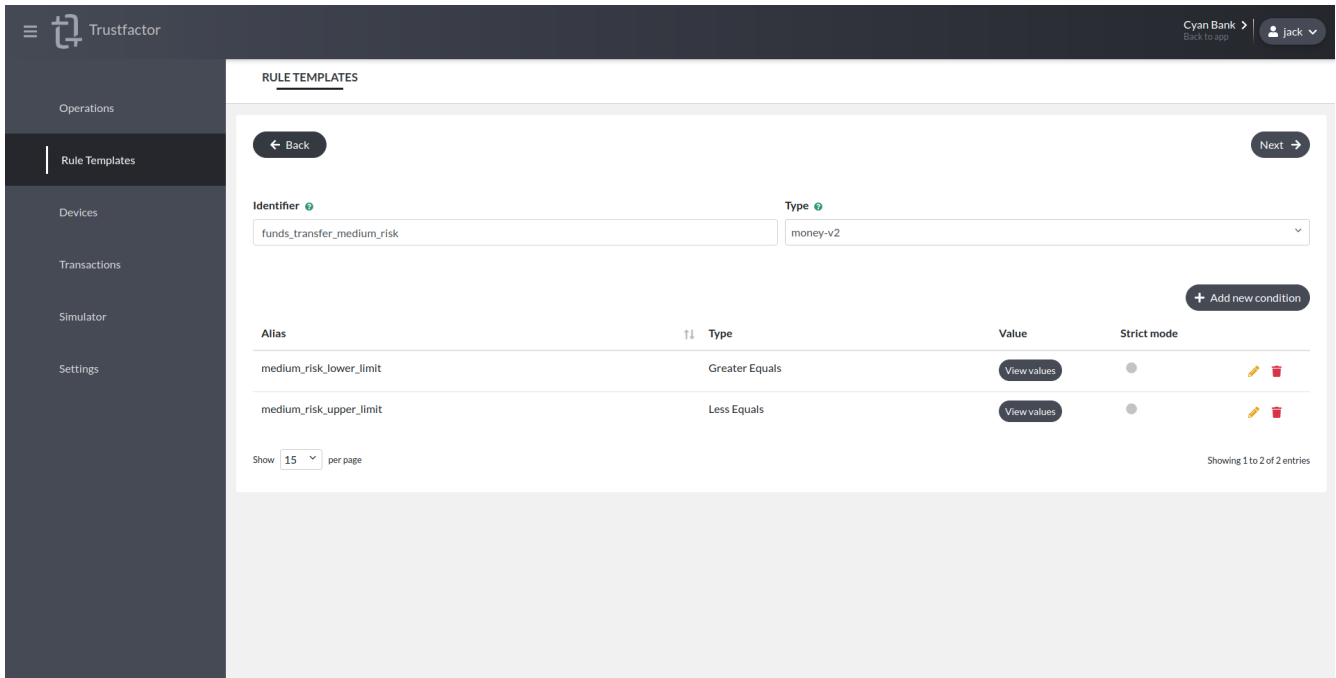 Trustfactor
Cyan Bank
Back to app
jack
Operations
Rule Templates
Devices
Transactions
Simulator
Settings
RULE TEMPLATES
Back
Next
Identifier
Type
funds_transfer_medium_risk
money-v2
Add new condition
Alias Type Value Strict mode
medium_risk_lower_limit Greater Equals View values
medium_risk_upper_limit Less Equals View values
Show 15 per page
Showing 1 to 2 of 2 entries